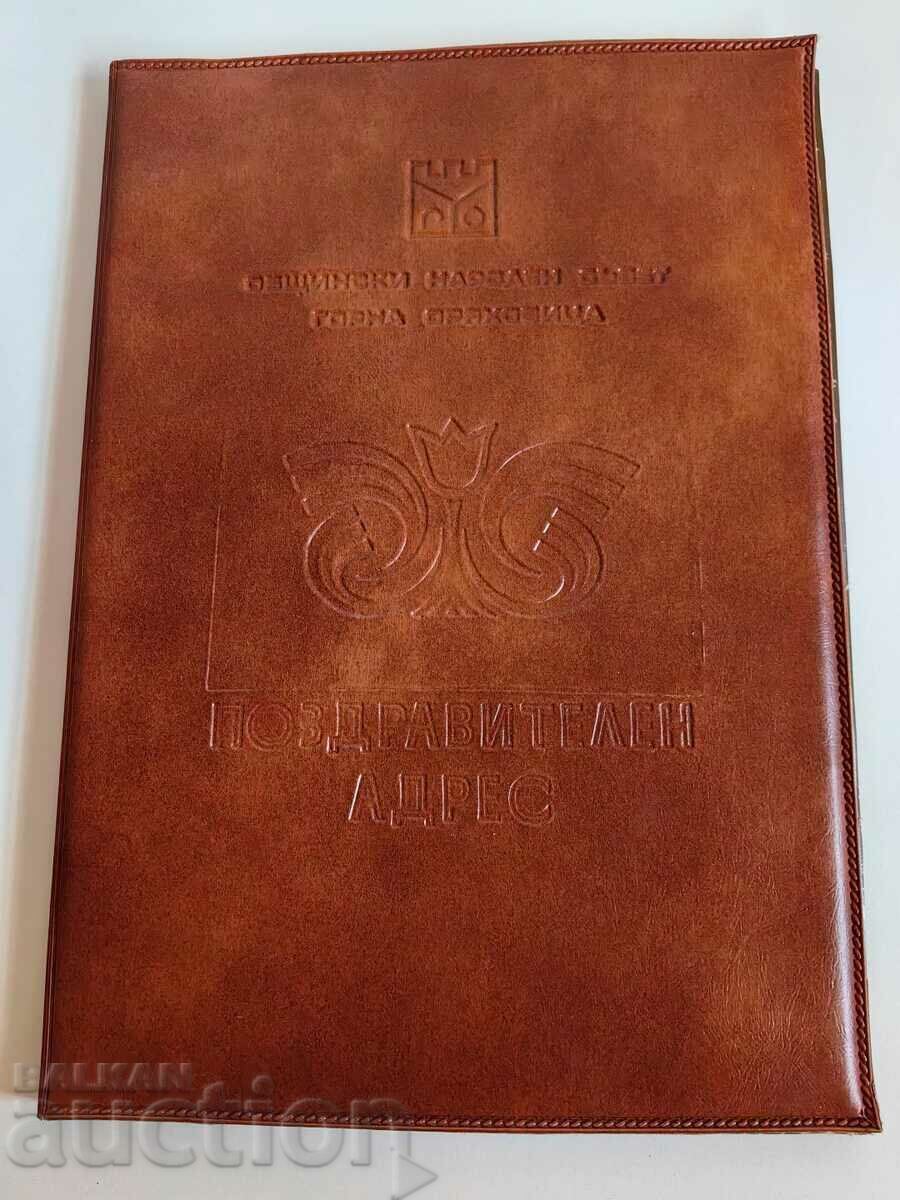 ОБЩИНСКИ НАРОДЕН СЪВЕТ
ГОРНА ОРЯХОВИЦА
ПОЗДРАВИТЕЛЕН
АДРЕС
BALKAN
auction